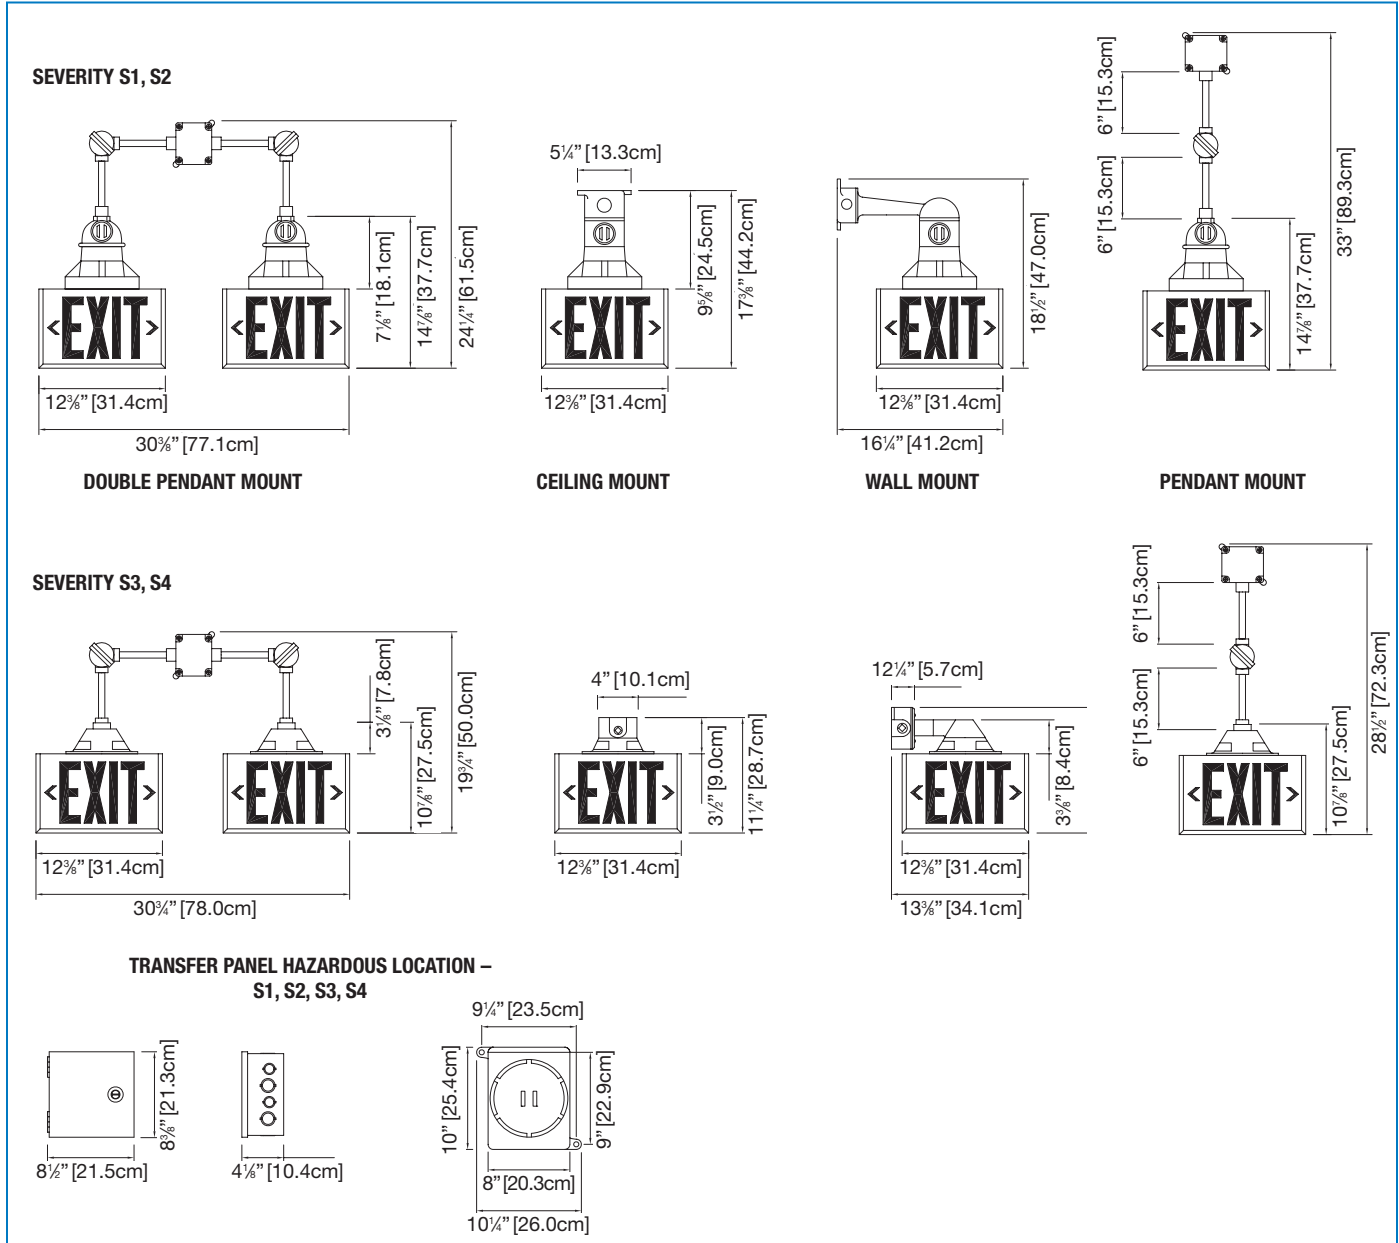 SEVERITY S1, S2
6” [15.3cm]
6” [15.3cm]
33” [89.3cm]
14⅞” [37.7cm]
5¼” [13.3cm]
7⅛” [18.1cm]
14⅞” [37.7cm]
24¼” [61.5cm]
9⅝” [24.5cm]
17⅜” [44.2cm]
18½” [47.0cm]
‹EXIT›
‹EXIT›
‹EXIT›
‹EXIT›
‹EXIT›
12⅜” [31.4cm]
12⅜” [31.4cm]
12⅜” [31.4cm]
30⅜” [77.1cm]
16¼” [41.2cm]
DOUBLE PENDANT MOUNT
CEILING MOUNT
WALL MOUNT
PENDANT MOUNT
SEVERITY S3, S4
6” [15.3cm]
6” [15.3cm]
28½” [72.3cm]
10⅞” [27.5cm]
3⅛” [7.8cm]
10⅞” [27.5cm]
19¾” [50.0cm]
4” [10.1cm]
3½” [9.0cm]
11¼” [28.7cm]
12¼” [5.7cm]
3⅜” [8.4cm]
‹EXIT›
‹EXIT›
‹EXIT›
‹EXIT›
‹EXIT›
12⅜” [31.4cm]
12⅜” [31.4cm]
12⅜” [31.4cm]
30¾” [78.0cm]
13⅜” [34.1cm]
TRANSFER PANEL HAZARDOUS LOCATION –
S1, S2, S3, S4
9¼” [23.5cm]
8⅜” [21.3cm]
10” [25.4cm]
9” [22.9cm]
8½” [21.5cm]
4⅛” [10.4cm]
8” [20.3cm]
10¼” [26.0cm]